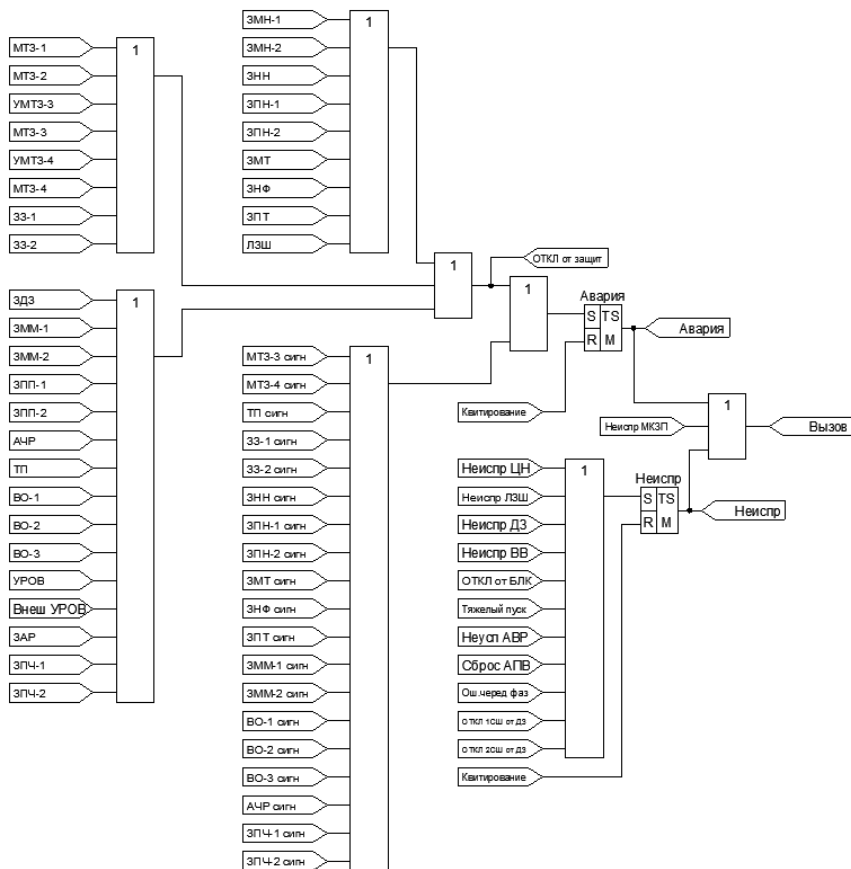 МТЗ-1
МТЗ-2
УМТЗ-3
МТЗ-3
УМТЗ-4
МТЗ-4
ЗЗ-1
ЗЗ-2
1
ЗМН-1
ЗМН-2
ЗНН
ЗПН-1
ЗПН-2
ЗМТ
ЗНФ
ЗПТ
ЛЗШ
1
ЗДЗ
ЗММ-1
ЗММ-2
ЗПП-1
ЗПП-2
АЧР
ТП
ВО-1
ВО-2
ВО-3
УРОВ
Внеш УРОВ
ЗАР
ЗПЧ-1
ЗПЧ-2
1
1
ОТКЛ от защит
1
МТЗ-3 сигн
МТЗ-4 сигн
ТП сигн
ЗЗ-1 сигн
ЗЗ-2 сигн
ЗНН сигн
ЗПН-1 сигн
ЗПН-2 сигн
ЗМТ сигн
ЗНФ сигн
ЗПТ сигн
ЗММ-1 сигн
ЗММ-2 сигн
ВО-1 сигн
ВО-2 сигн
ВО-3 сигн
АЧР сигн
ЗПЧ-1 сигн
ЗПЧ-2 сигн
1
Авария
S TS
R M
Авария
Квитирование
Неиспр МКЗП
1
Вызов
Неиспр ЦН
Неиспр ЛЗШ
Неиспр ДЗ
Неиспр ВВ
ОТКЛ от БЛК
Тяжелый пуск
Неусп АВР
Сброс АПВ
Ош.черед фаз
ОТКЛ 1СШ от ДЗ
ОТКЛ 2СШ от ДЗ
Квитирование
1
Неиспр
S TS
R M
Неиспр